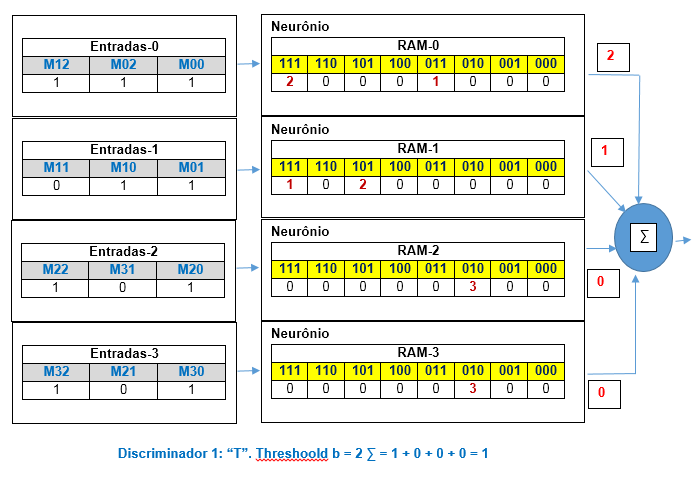 Neurônio
Entradas-0
RAM-0
M12 M02 M00
111 110 101 100 011 010 001 000
1 1 1
2 0 0 0 1 0 0 0
2
Neurônio
Entradas-1
RAM-1
M11 M10 M01
111 110 101 100 011 010 001 000
0 1 1
1 0 2 0 0 0 0 0
1
Neurônio
Entradas-2
RAM-2
M22 M31 M20
111 110 101 100 011 010 001 000
1 0 1
0 0 0 0 0 3 0 0
0
∑
Neurônio
Entradas-3
RAM-3
M32 M21 M30
111 110 101 100 011 010 001 000
1 0 1
0 0 0 0 0 3 0 0
0
Discriminador 1: “T”. Threshoold b = 2 ∑ = 1 + 0 + 0 + 0 = 1